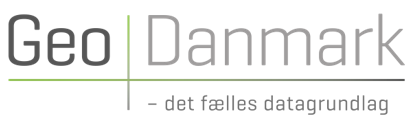 Geo Danmark
– det fælles datagrundlag